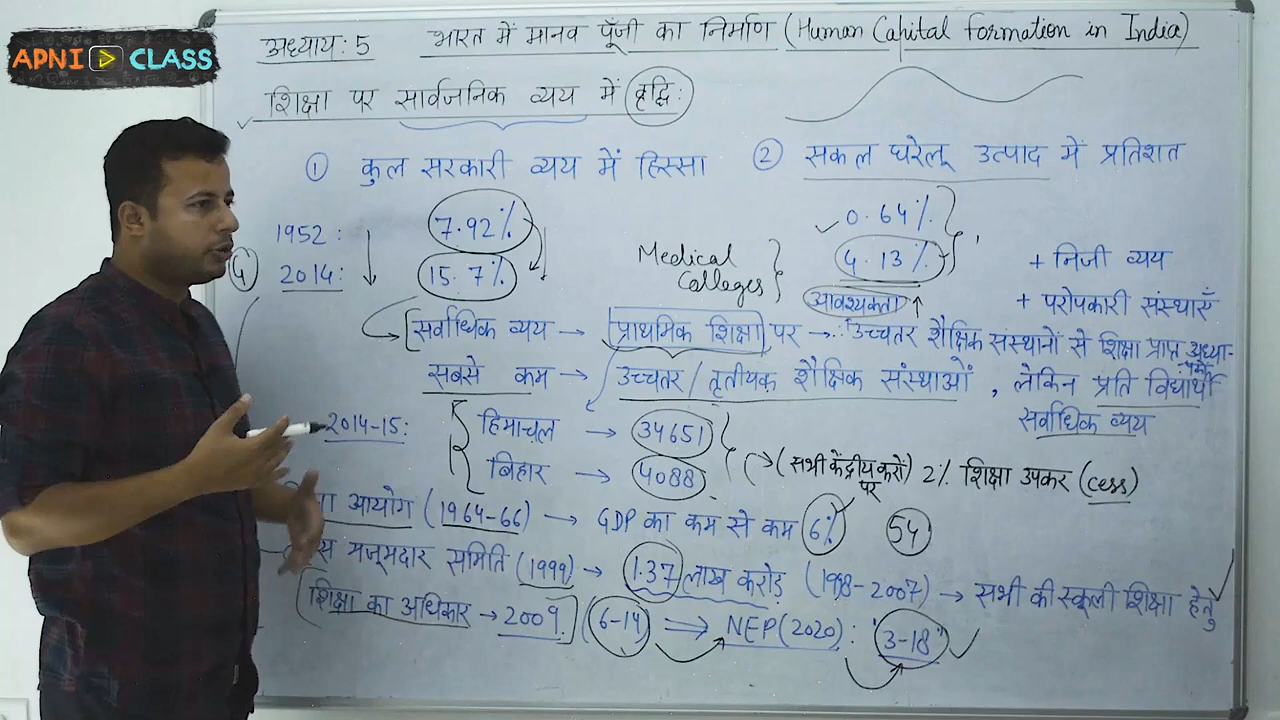 APNI CLASS
अध्याय: 5 भारत में मानव पूँजी का निर्माण (Human Capital formation in India)
शिक्षा पर सार्वजनिक व्यय में वृद्धि:
① कुल सरकारी व्यय में हिस्सा ② सकल घरेलू उत्पाद में प्रतिशत
1952: 7.92% 0.64%
2014: 15.7% Medical Colleges 4.13% + निजी व्यय
आवश्यकता ↑ + परोपकारी संस्थाएँ
सर्वाधिक व्यय → प्राथमिक शिक्षा पर → ∴ उच्चतर शैक्षिक संस्थानों से शिक्षा प्राप्त अध्यापक
सबसे कम → उच्चतर/तृतीयक शैक्षिक संस्थाओं, लेकिन प्रति विद्यार्थी
सर्वाधिक व्यय
2014-15: हिमाचल → 34651
बिहार → 4088 → (सभी केंद्रीय करों) पर 2% शिक्षा उपकर (cess)
आयोग (1964-66) → GDP का कम से कम 6% 54
स मजूमदार समिति (1999) → 1.37 लाख करोड़ (1998-2007) → सभी की स्कूली शिक्षा हेतु
शिक्षा का अधिकार → 2009 (6-14) ⇒ NEP (2020): '3-18'